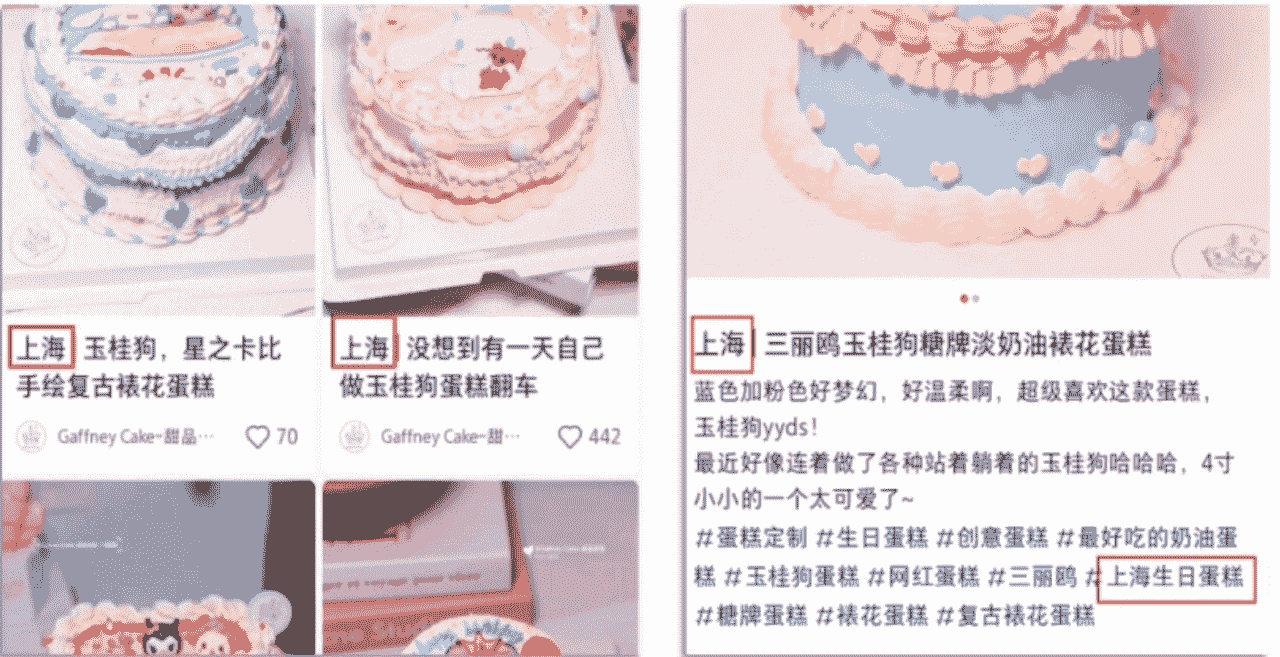 上海 玉桂狗，星之卡比
手绘复古裱花蛋糕
Gaffney Cake~甜品…
70
上海 没想到有一天自己
做玉桂狗蛋糕翻车
Gaffney Cake~甜…
442
上海 | 三丽鸥玉桂狗糖牌淡奶油裱花蛋糕
蓝色加粉色好梦幻，好温柔啊，超级喜欢这款蛋糕，
玉桂狗yyds！
最近好像连着做了各种站着躺着的玉桂狗哈哈哈，4寸
小小的一个太可爱了~
#蛋糕定制 #生日蛋糕 #创意蛋糕 #最好吃的奶油蛋
糕 #玉桂狗蛋糕 #网红蛋糕 #三丽鸥 #上海生日蛋糕
#糖牌蛋糕 #裱花蛋糕 #复古裱花蛋糕